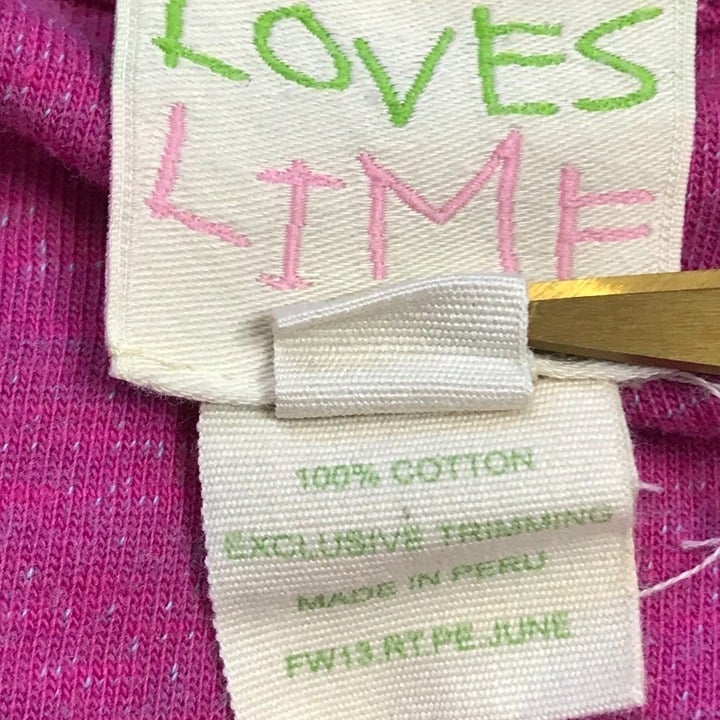 LOVES
LIME
100% COTTON
EXCLUSIVE TRIMMING
MADE IN PERU
FW13.RT.PE.JUNE